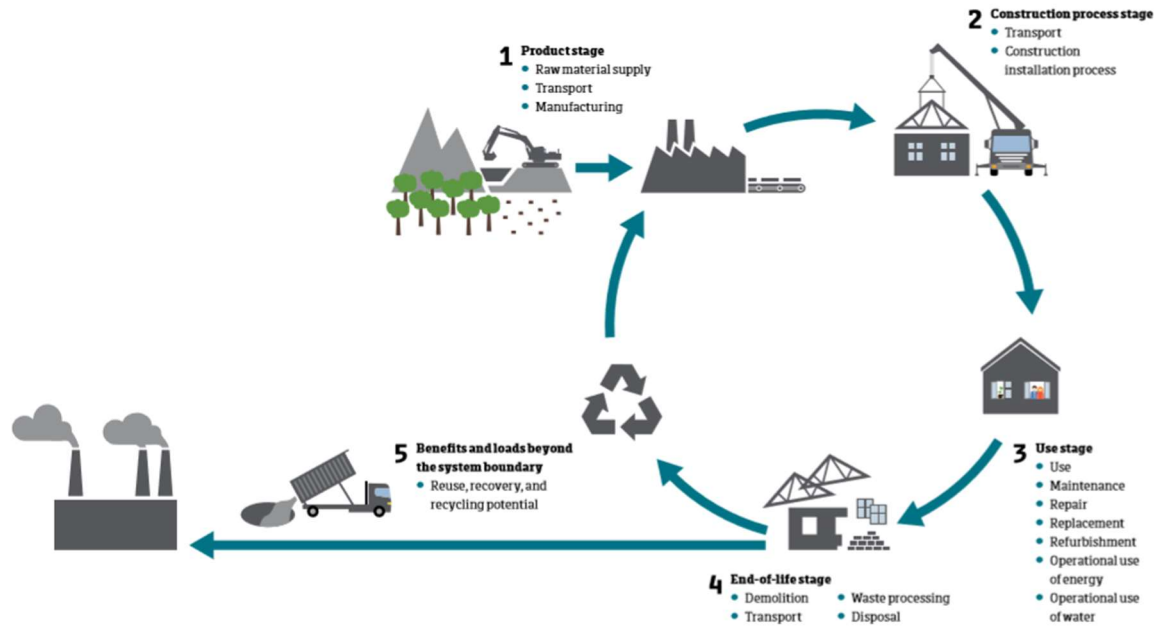 1 Product stage
Raw material supply
Transport
Manufacturing
2 Construction process stage
Transport
Construction
installation process
3 Use stage
Use
Maintenance
Repair
Replacement
Refurbishment
Operational use
of energy
Operational use
of water
4 End-of-life stage
Demolition
Transport
Waste processing
Disposal
5 Benefits and loads beyond
the system boundary
Reuse, recovery, and
recycling potential